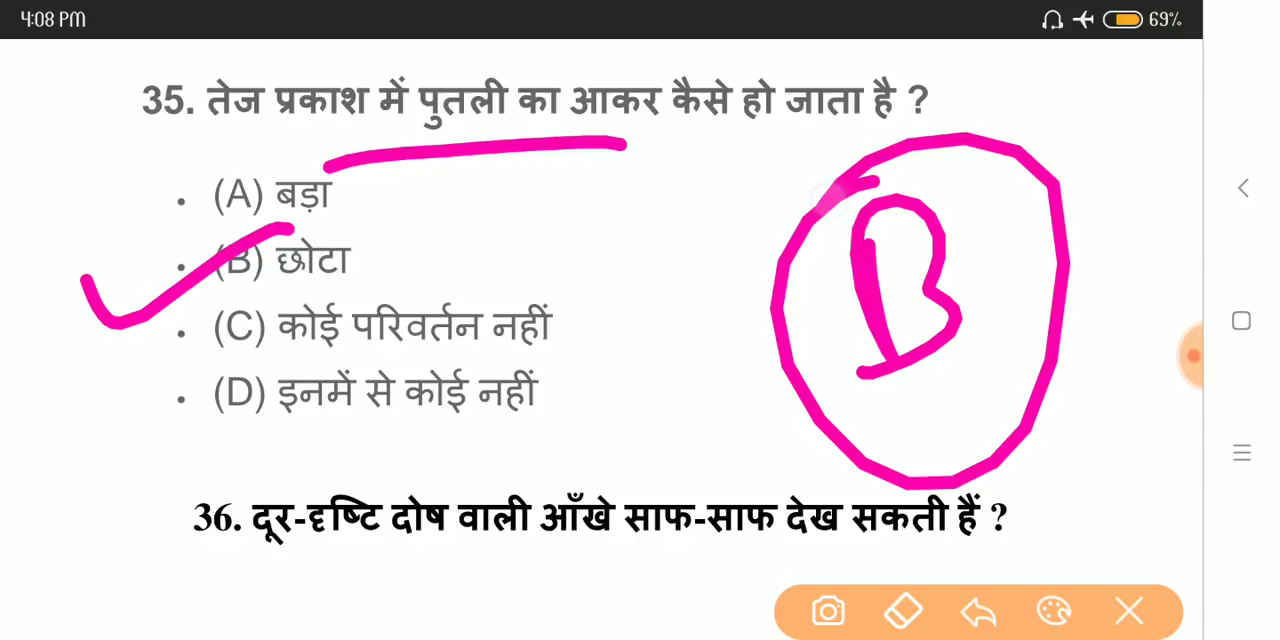 4:08 PM 69%
35. तेज प्रकाश में पुतली का आकर कैसे हो जाता है ?
(A) बड़ा
(B) छोटा
B
(C) कोई परिवर्तन नहीं
(D) इनमें से कोई नहीं
36. दूर-दृष्टि दोष वाली आँखे साफ-साफ देख सकती हैं ?